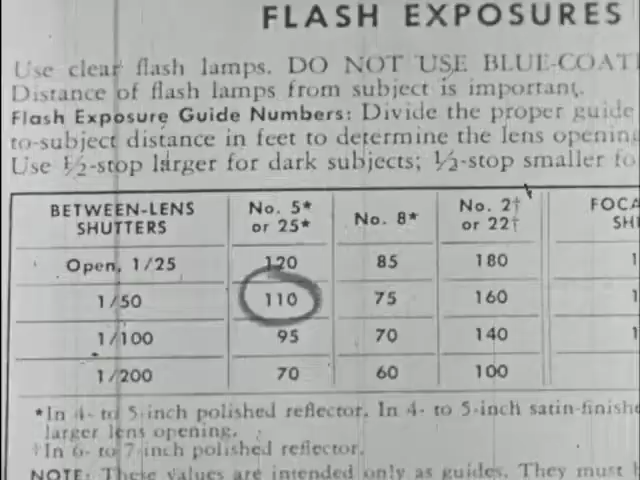 FLASH EXPOSURES
Use clear flash lamps. DO NOT USE BLUE-COATE
Distance of flash lamps from subject is important.
Flash Exposure Guide Numbers: Divide the proper guide
to-subject distance in feet to determine the lens opening
Use ½-stop larger for dark subjects; ½-stop smaller fo
BETWEEN-LENS SHUTTERS No. 5* or 25* No. 8* No. 2† or 22† FOCA SH
Open, 1/25 120 85 180 1
1/50 110 75 160 1
1/100 95 70 140 1
1/200 70 60 100 1
*In 4- to 5-inch polished reflector. In 4- to 5-inch satin-finishe
larger lens opening.
†In 6- to 7-inch polished reflector.
NOTE: These values are intended only as guides. They must b